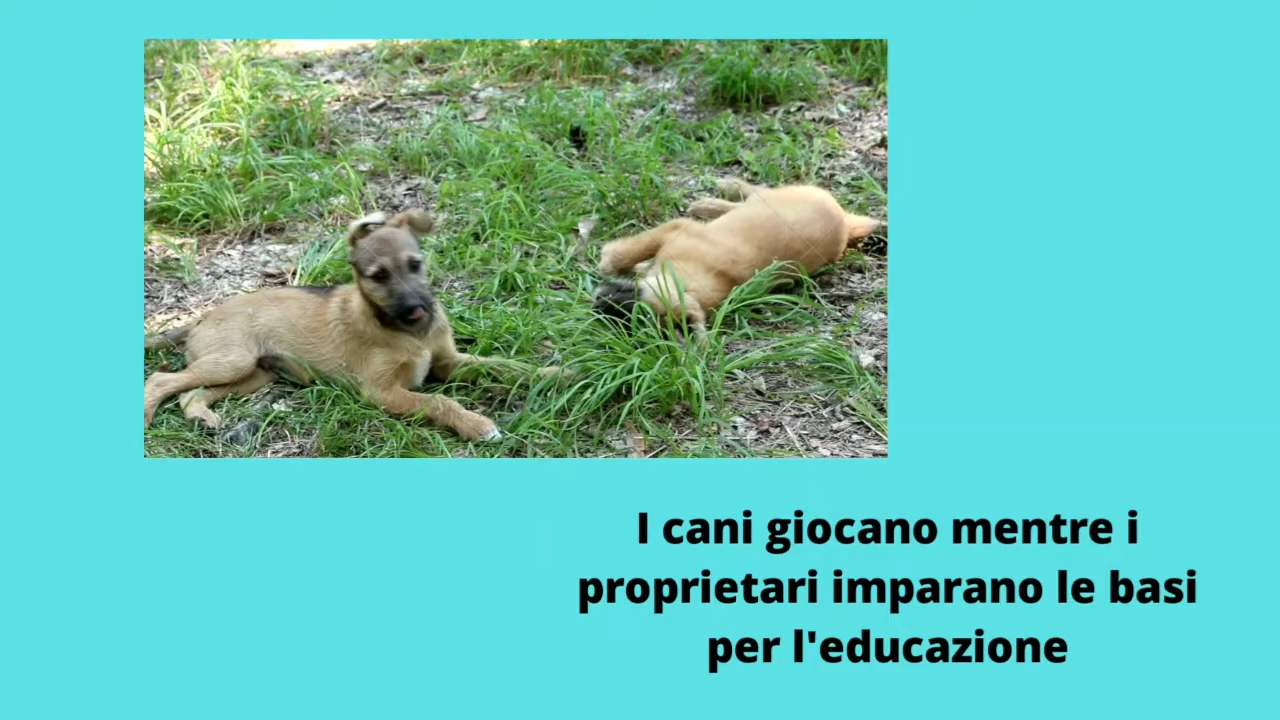 I cani giocano mentre i
proprietari imparano le basi
per l'educazione